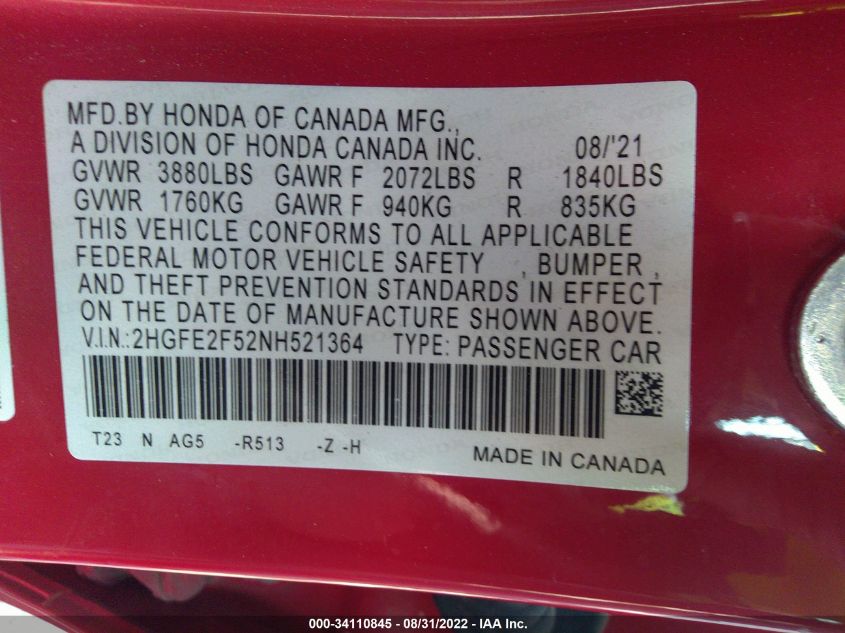 MFD.BY HONDA OF CANADA MFG.,
A DIVISION OF HONDA CANADA INC. 08/'21
GVWR 3880LBS GAWR F 2072LBS R 1840LBS
GVWR 1760KG GAWR F 940KG R 835KG
THIS VEHICLE CONFORMS TO ALL APPLICABLE
FEDERAL MOTOR VEHICLE SAFETY , BUMPER ,
AND THEFT PREVENTION STANDARDS IN EFFECT
ON THE DATE OF MANUFACTURE SHOWN ABOVE.
V.I.N.:2HGFE2F52NH521364 TYPE: PASSENGER CAR
T23 N AG5 -R513 -Z -H
MADE IN CANADA
000-34110845 - 08/31/2022 - IAA Inc.